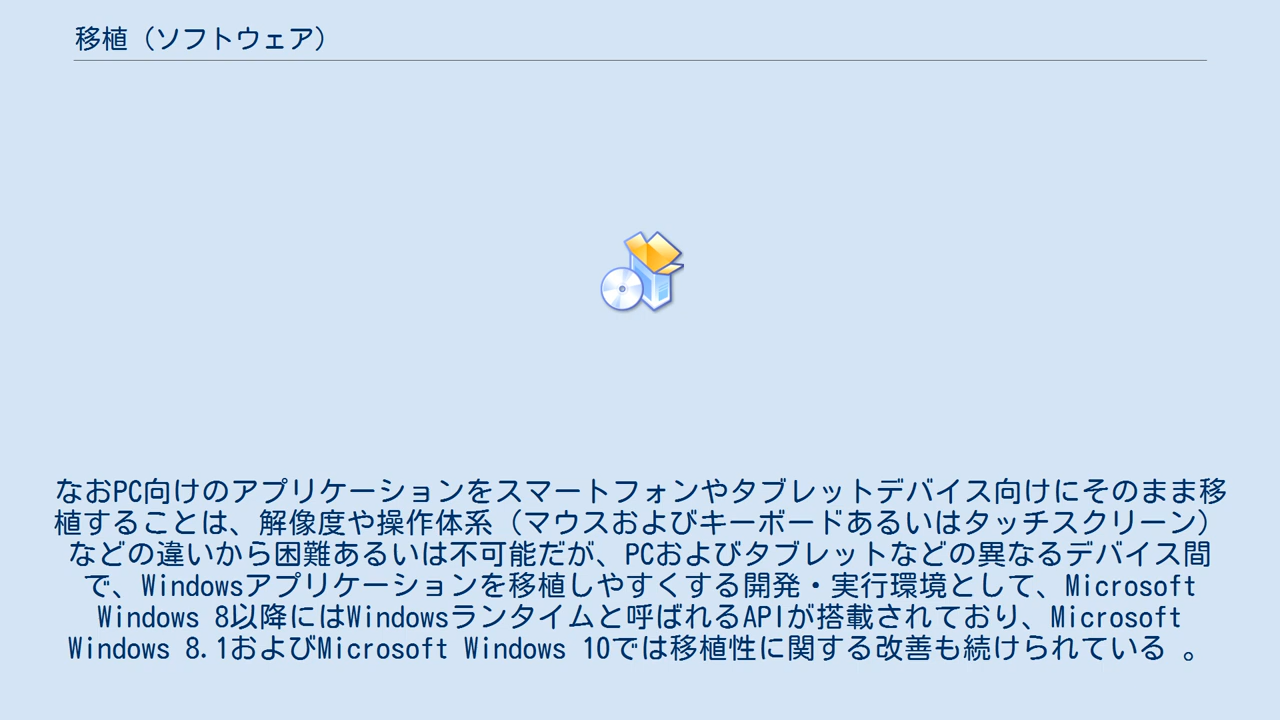 移植（ソフトウェア）
なおPC向けのアプリケーションをスマートフォンやタブレットデバイス向けにそのまま移
植することは、解像度や操作体系（マウスおよびキーボードあるいはタッチスクリーン）
などの違いから困難あるいは不可能だが、PCおよびタブレットなどの異なるデバイス間
で、Windowsアプリケーションを移植しやすくする開発・実行環境として、Microsoft
Windows 8以降にはWindowsランタイムと呼ばれるAPIが搭載されており、Microsoft
Windows 8.1およびMicrosoft Windows 10では移植性に関する改善も続けられている 。